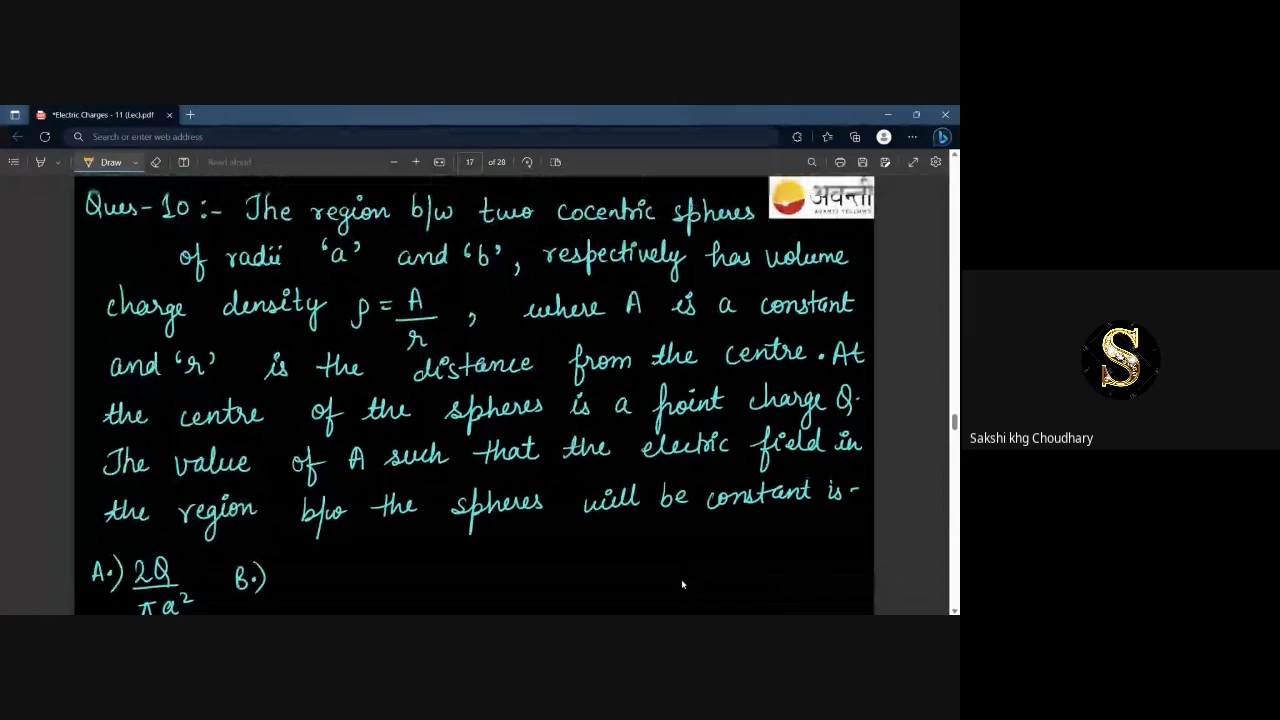 *Electric Charges - 11 (Lec).pdf
Search or enter web address
Draw
Read aloud
17 of 28
Ques-10 :- The region b/w two cocentric spheres
अवन्ती
of radii 'a' and 'b', respectively has volume
charge density ρ = A/r , where A is a constant
and 'r' is the distance from the centre. At
the centre of the spheres is a point charge Q.
The value of A such that the electric field in
the region b/w the spheres will be constant is-
A.) 2Q/πa² B.)
Sakshi khg Choudhary